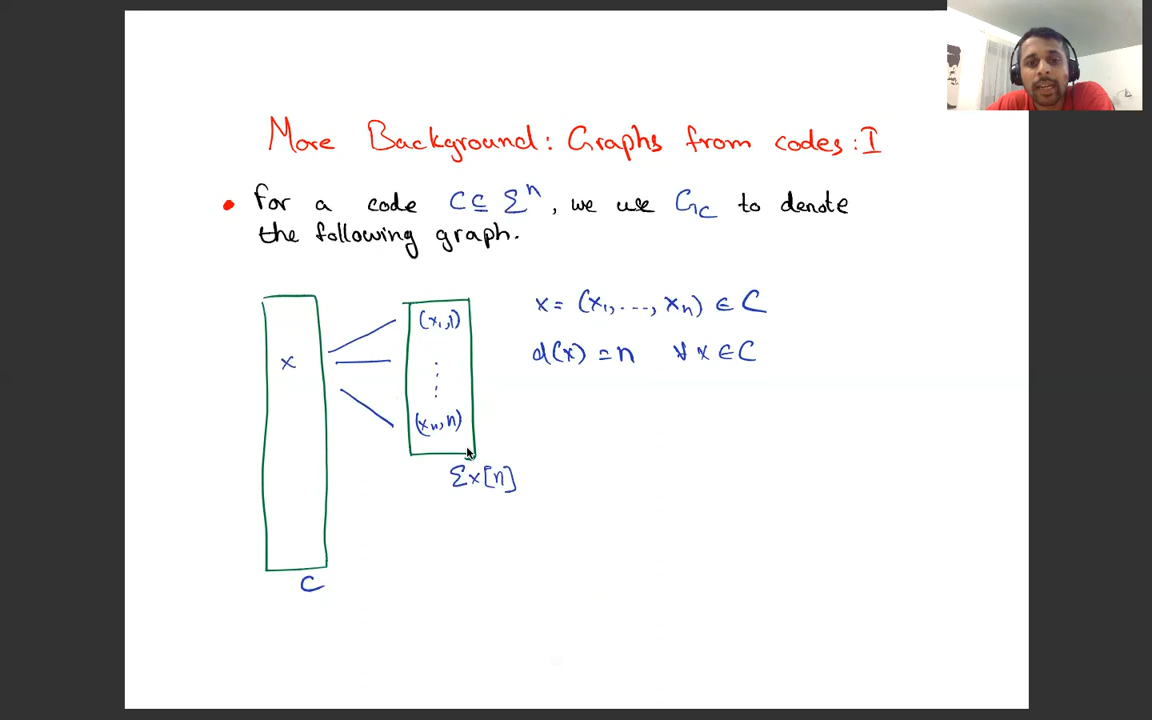 More Background: Graphs from codes: I
• for a code C ⊆ Σ^n, we use G_C to denote
the following graph.
(x_1, 1)
x = (x_1, ..., x_n) ∈ C
x
⋮
d(x) = n ∀ x ∈ C
(x_n, n)
Σ×[n]
C